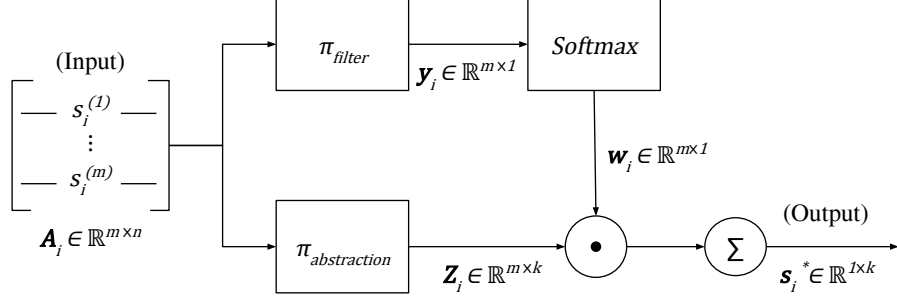 (Input)
s_i^(1)
⋮
s_i^(m)
A_i ∈ ℝ^m×n
π_filter
y_i ∈ ℝ^m×1
Softmax
w_i ∈ ℝ^m×1
π_abstraction
Z_i ∈ ℝ^m×k
•
Σ
(Output)
s_i^* ∈ ℝ^1×k